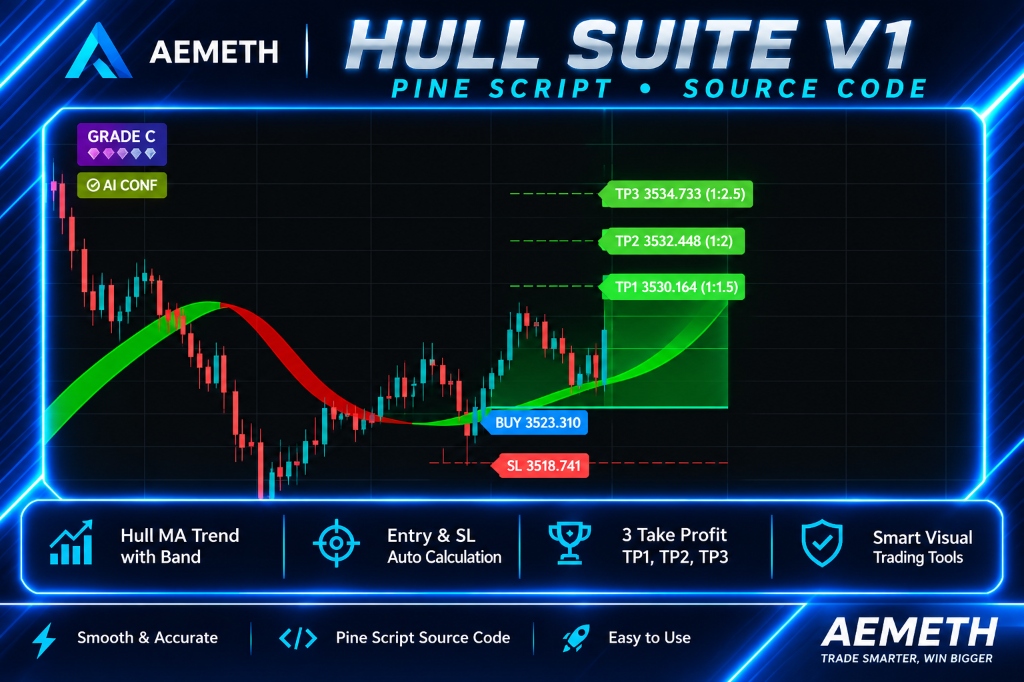 AEMETH
HULL SUITE V1
PINE SCRIPT • SOURCE CODE
GRADE C
AI CONF
TP3 3534.733 (1:2.5)
TP2 3532.448 (1:2)
TP1 3530.164 (1:1.5)
BUY 3523.310
SL 3518.741
Hull MA Trend
with Band
Entry & SL
Auto Calculation
3 Take Profit
TP1, TP2, TP3
Smart Visual
Trading Tools
Smooth & Accurate
Pine Script Source Code
Easy to Use
AEMETH
TRADE SMARTER, WIN BIGGER